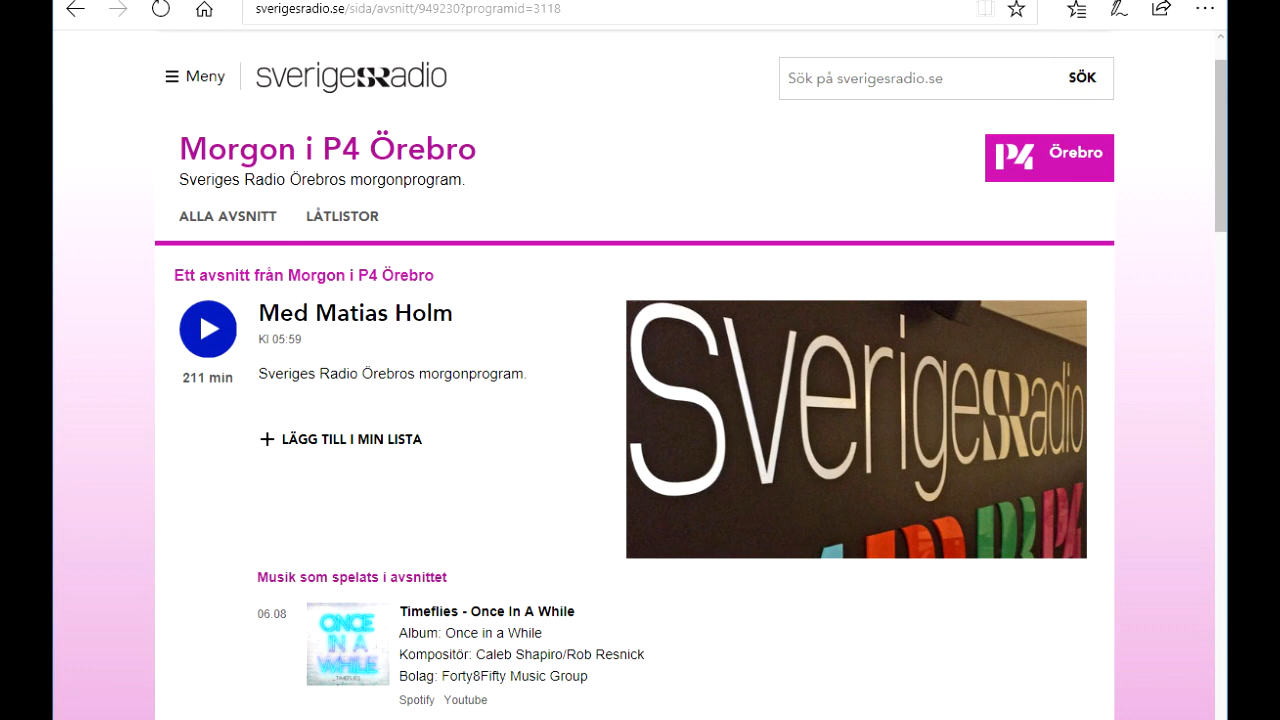 sverigesradio.se/sida/avsnitt/949230?programid=3118
Meny
sverigesRadio
Sök på sverigesradio.se
SÖK
Morgon i P4 Örebro
Sveriges Radio Örebros morgonprogram.
P4 Örebro
ALLA AVSNITT LÅTLISTOR
Ett avsnitt från Morgon i P4 Örebro
Med Matias Holm
Kl 05:59
211 min
Sveriges Radio Örebros morgonprogram.
LÄGG TILL I MIN LISTA
SverigeSRadio
Musik som spelats i avsnittet
06.08
ONCE
IN A
WHILE
TIMEFLIES
Timeflies - Once In A While
Album: Once in a While
Kompositör: Caleb Shapiro/Rob Resnick
Bolag: Forty8Fifty Music Group
Spotify Youtube